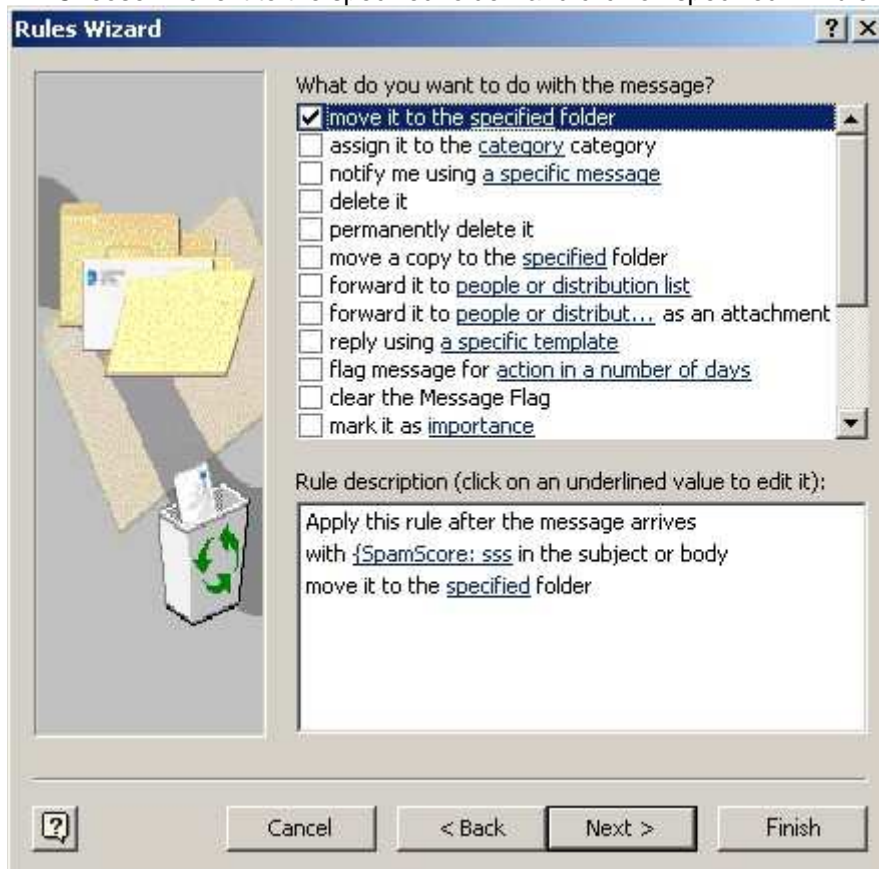 Rules Wizard
What do you want to do with the message?
move it to the specified folder
assign it to the category category
notify me using a specific message
delete it
permanently delete it
move a copy to the specified folder
forward it to people or distribution list
forward it to people or distribut... as an attachment
reply using a specific template
flag message for action in a number of days
clear the Message Flag
mark it as importance
Rule description (click on an underlined value to edit it):
Apply this rule after the message arrives
with {SpamScore: sss in the subject or body
move it to the specified folder
Cancel
< Back
Next >
Finish